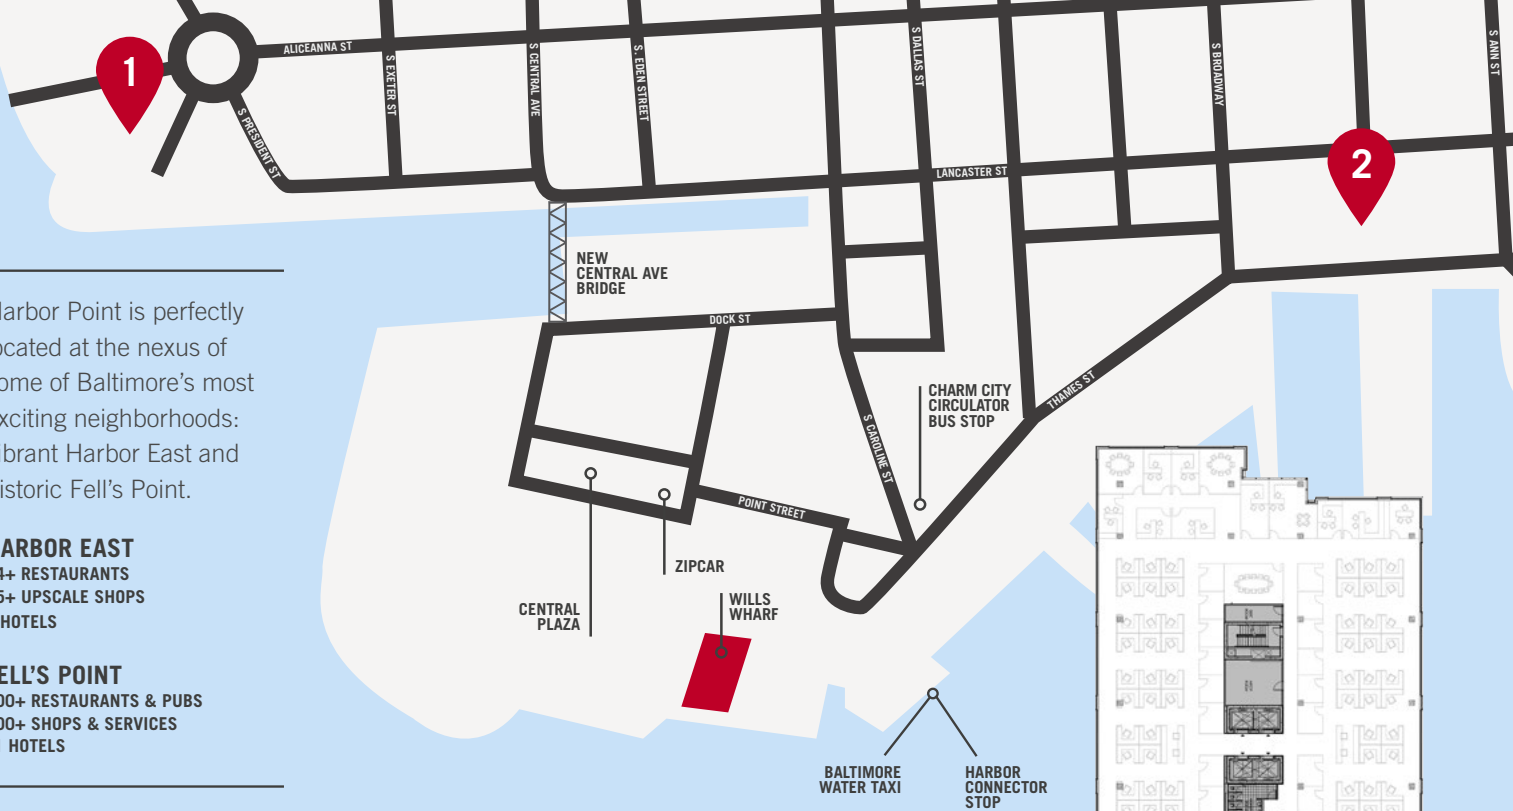 1
ALICEANNA ST
S EXETER ST
S CENTRAL AVE
S. EDEN STREET
S DALLAS ST
S BROADWAY
S ANN ST
S PRESIDENT ST
LANCASTER ST
2
NEW
CENTRAL AVE
BRIDGE
DOCK ST
THAMES ST
S CAROLINE ST
CHARM CITY
CIRCULATOR
BUS STOP
POINT STREET
ZIPCAR
CENTRAL
PLAZA
WILLS
WHARF
BALTIMORE
WATER TAXI
HARBOR
CONNECTOR
STOP
arbor Point is perfectly
ocated at the nexus of
ome of Baltimore's most
xciting neighborhoods:
ibrant Harbor East and
istoric Fell's Point.
ARBOR EAST
4+ RESTAURANTS
5+ UPSCALE SHOPS
HOTELS
ELL'S POINT
00+ RESTAURANTS & PUBS
00+ SHOPS & SERVICES
HOTELS